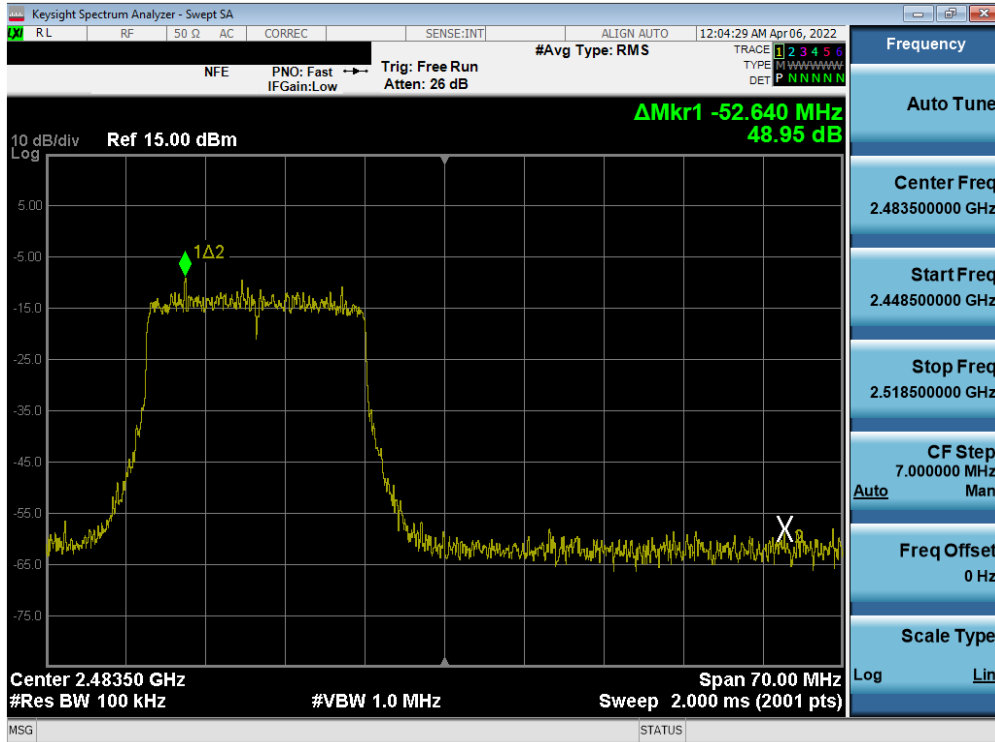 Keysight Spectrum Analyzer - Swept SA
LXI RL RF 50 Ω AC CORREC SENSE:INT ALIGN AUTO 12:04:29 AM Apr 06, 2022
#Avg Type: RMS
TRACE 1 2 3 4 5 6
TYPE M WWWWW
DET P N N N N N
NFE
PNO: Fast
IFGain:Low
Trig: Free Run
Atten: 26 dB
ΔMkr1 -52.640 MHz
48.95 dB
10 dB/div Ref 15.00 dBm
Log
5.00
-5.00
-15.0
-25.0
-35.0
-45.0
-55.0
-65.0
-75.0
1Δ2
X2
Center 2.48350 GHz Span 70.00 MHz
#Res BW 100 kHz #VBW 1.0 MHz Sweep 2.000 ms (2001 pts)
MSG STATUS
Frequency
Auto Tune
Center Freq
2.483500000 GHz
Start Freq
2.448500000 GHz
Stop Freq
2.518500000 GHz
CF Step
7.000000 MHz
Auto Man
Freq Offset
0 Hz
Scale Type
Log Lin